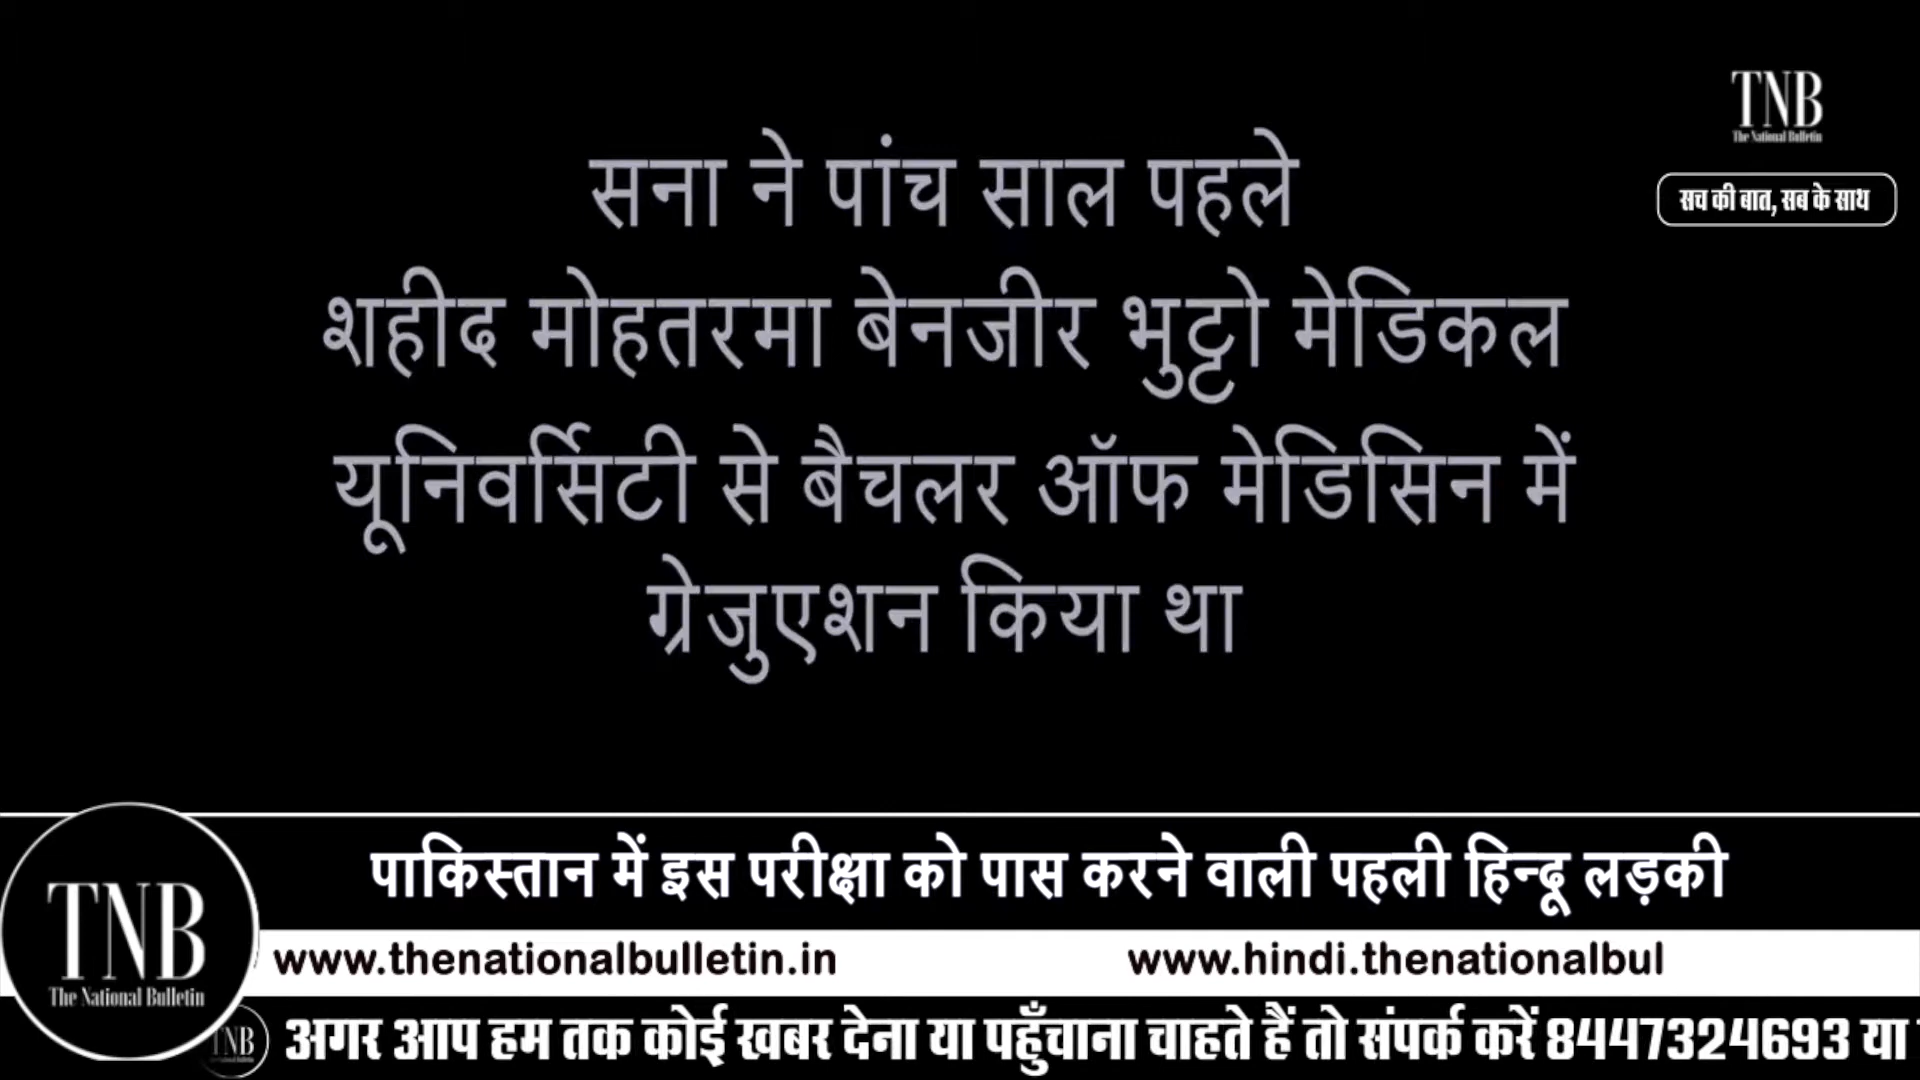 TNB
The National Bulletin
सच की बात, सब के साथ
सना ने पांच साल पहले
शहीद मोहतरमा बेनजीर भुट्टो मेडिकल
यूनिवर्सिटी से बैचलर ऑफ मेडिसिन में
ग्रेजुएशन किया था
पाकिस्तान में इस परीक्षा को पास करने वाली पहली हिन्दू लड़की
TNB
The National Bulletin
www.thenationalbulletin.in www.hindi.thenationalbul
NB अगर आप हम तक कोई खबर देना या पहुँचाना चाहते हैं तो संपर्क करें 8447324693 या